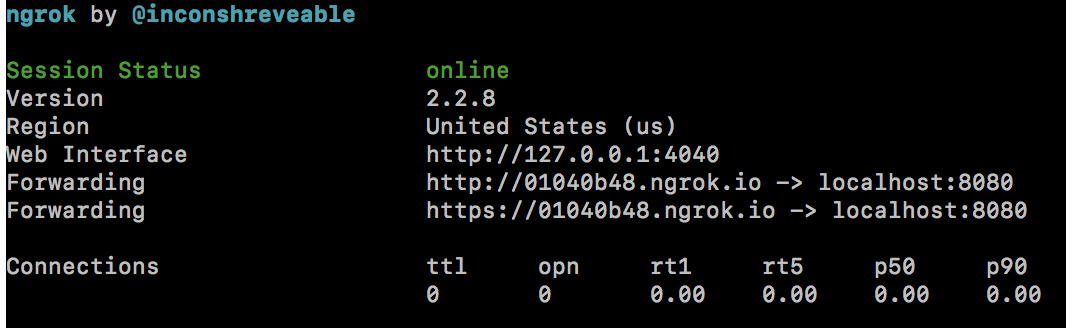 ngrok by @inconshreveable
Session Status online
Version 2.2.8
Region United States (us)
Web Interface http://127.0.0.1:4040
Forwarding http://01040b48.ngrok.io -> localhost:8080
Forwarding https://01040b48.ngrok.io -> localhost:8080
Connections ttl opn rt1 rt5 p50 p90
0 0 0.00 0.00 0.00 0.00